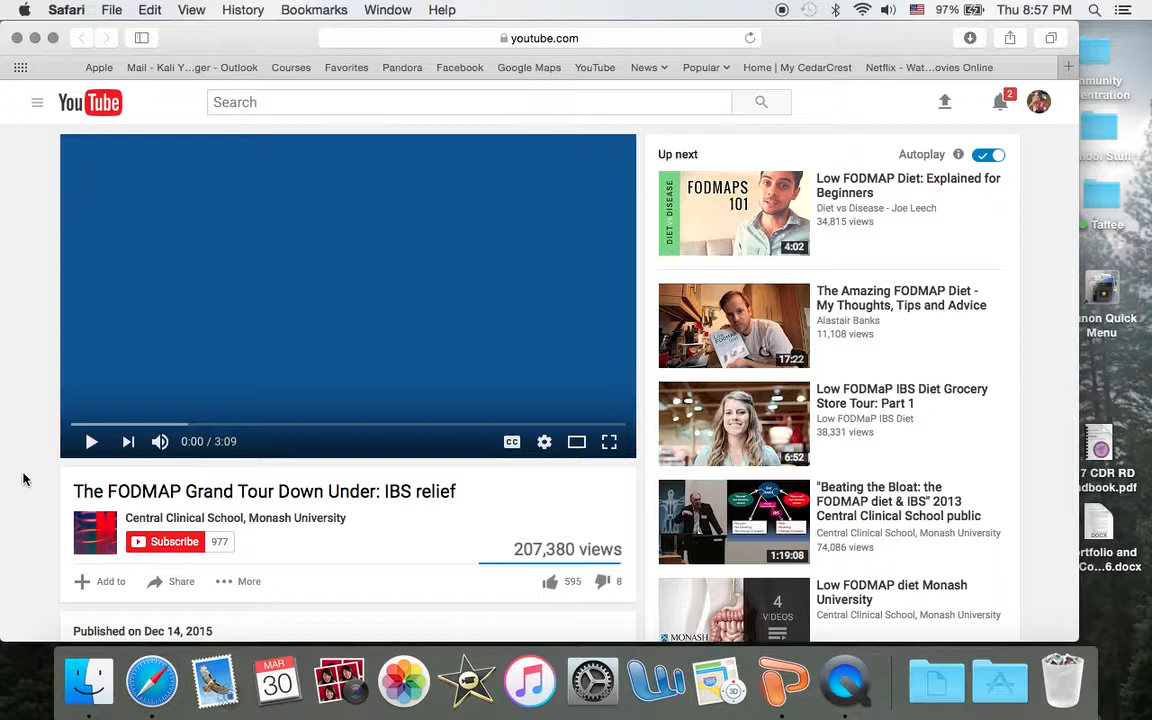 Safari File Edit View History Bookmarks Window Help 97% Thu 8:57 PM
youtube.com
Apple Mail - Kali Y...ger - Outlook Courses Favorites Pandora Facebook Google Maps YouTube News Popular Home | My CedarCrest Netflix - Wat...ovies Online
YouTube Search 2
Up next Autoplay
Low FODMAP Diet: Explained for
Beginners
Diet vs Disease - Joe Leech
34,815 views
DIET vs DISEASE
FODMAPS
101
4:02
The Amazing FODMAP Diet -
My Thoughts, Tips and Advice
Alastair Banks
11,108 views
17:22
Low FODMaP IBS Diet Grocery
Store Tour: Part 1
Low FODMaP IBS Diet
38,331 views
6:52
"Beating the Bloat: the
FODMAP diet & IBS" 2013
Central Clinical School public
Central Clinical School, Monash University
74,086 views
1:19:08
Low FODMAP diet Monash
University
Central Clinical School, Monash University
4
VIDEOS
MONASH
0:00 / 3:09 CC
The FODMAP Grand Tour Down Under: IBS relief
Central Clinical School, Monash University
Subscribe 977
207,380 views
Add to Share More 595 8
Published on Dec 14, 2015
mmunity
entration
hool Stuff
Taffee
non Quick
Menu
7 CDR RD
ndbook.pdf
DOCX
ortfolio and
Co...6.docx
MAR
30
3D